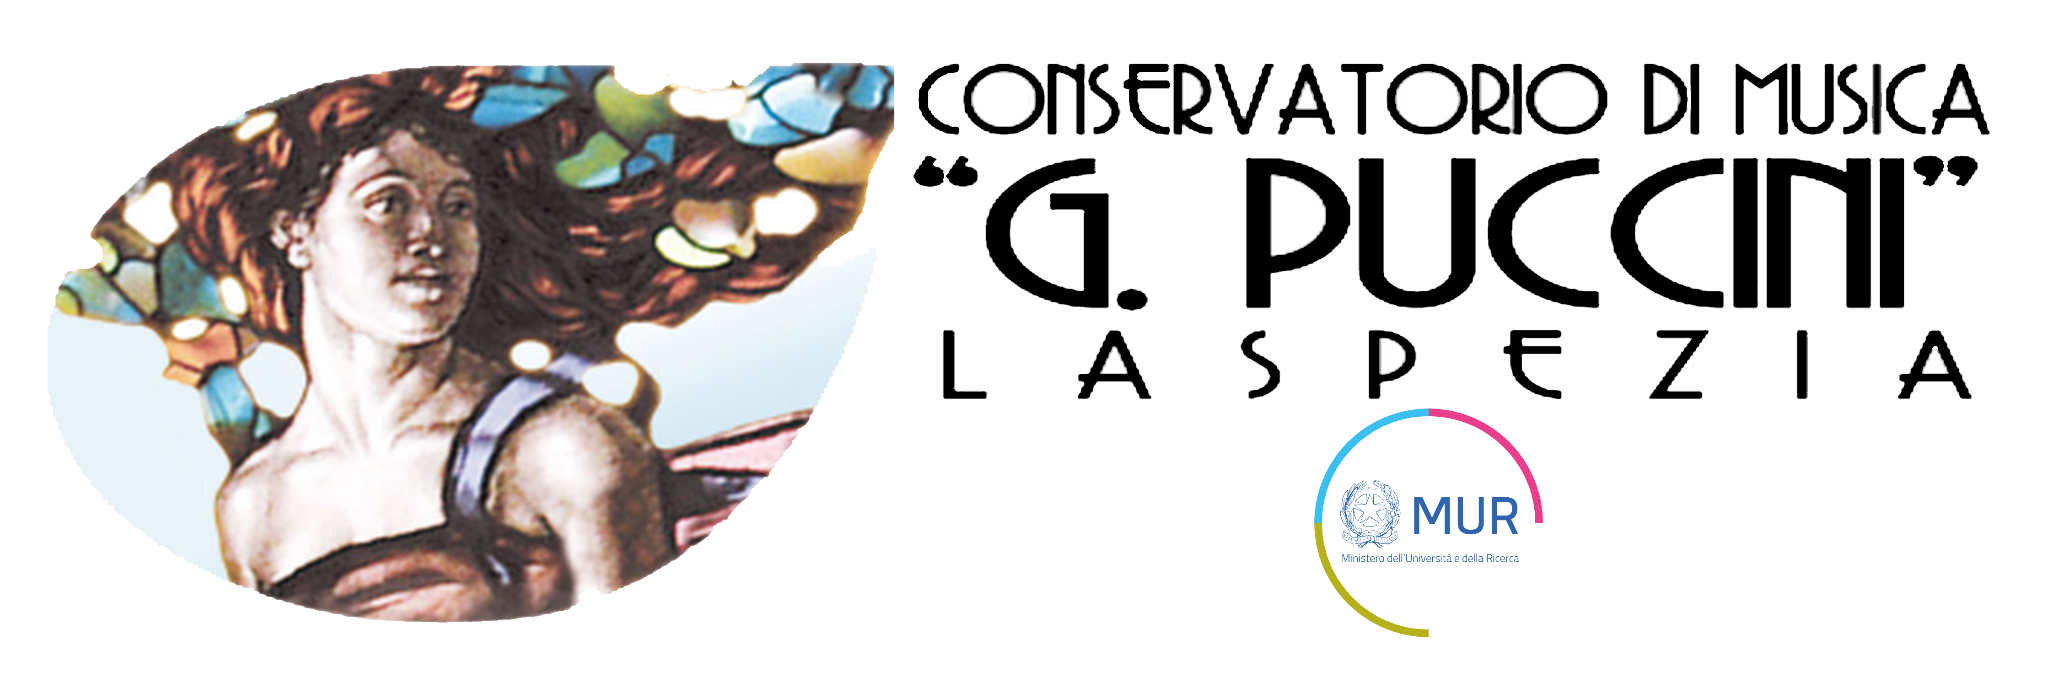 CONSERVATORIO DI MUSICA
“G. PUCCINI”
LA SPEZIA
MUR
Ministero dell'Università e della Ricerca